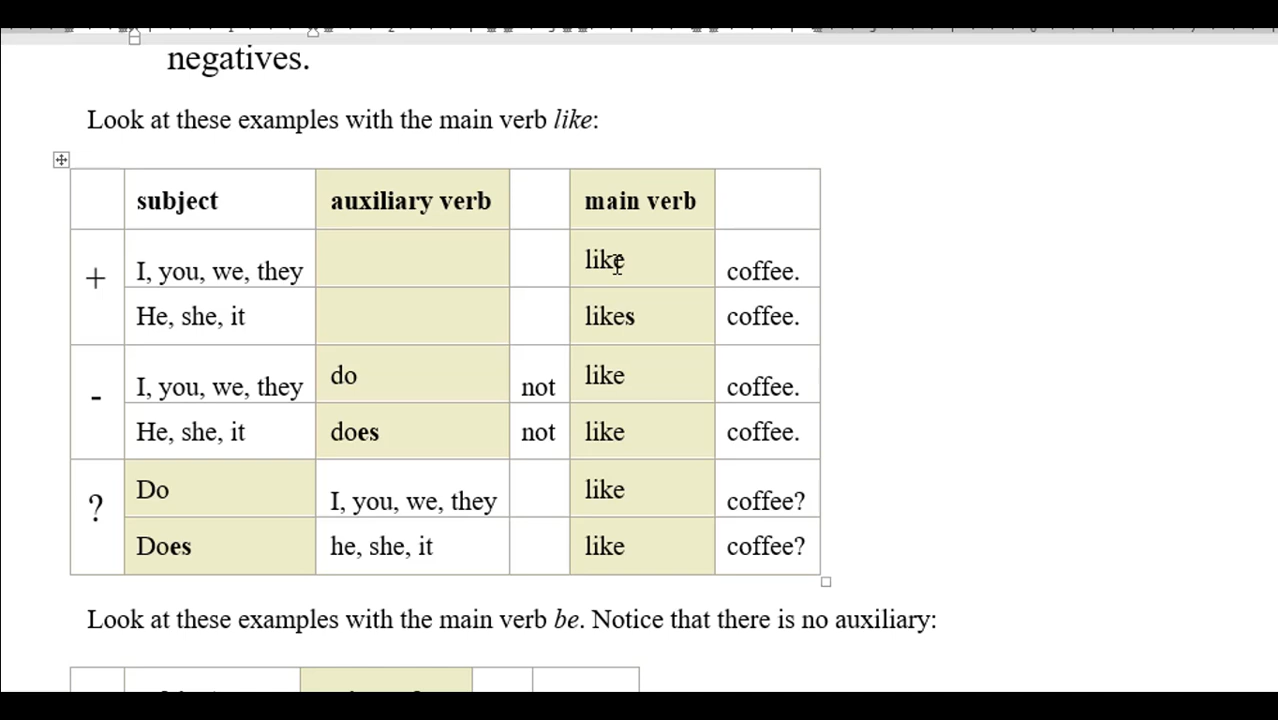 negatives.
Look at these examples with the main verb like:
subject auxiliary verb main verb
+ I, you, we, they like coffee.
He, she, it likes coffee.
- I, you, we, they do not like coffee.
He, she, it does not like coffee.
? Do I, you, we, they like coffee?
Does he, she, it like coffee?
Look at these examples with the main verb be. Notice that there is no auxiliary: